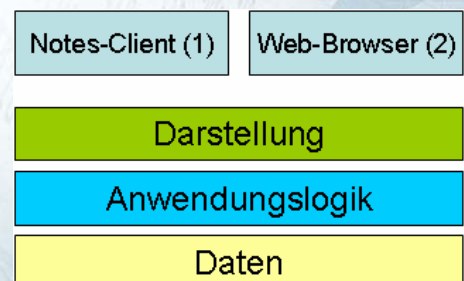 Notes-Client (1)
Web-Browser (2)
Darstellung
Anwendungslogik
Daten